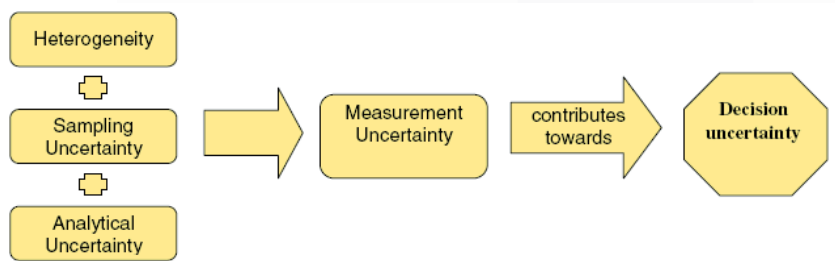 Heterogeneity
Sampling
Uncertainty
Analytical
Uncertainty
Measurement
Uncertainty
contributes
towards
Decision
uncertainty